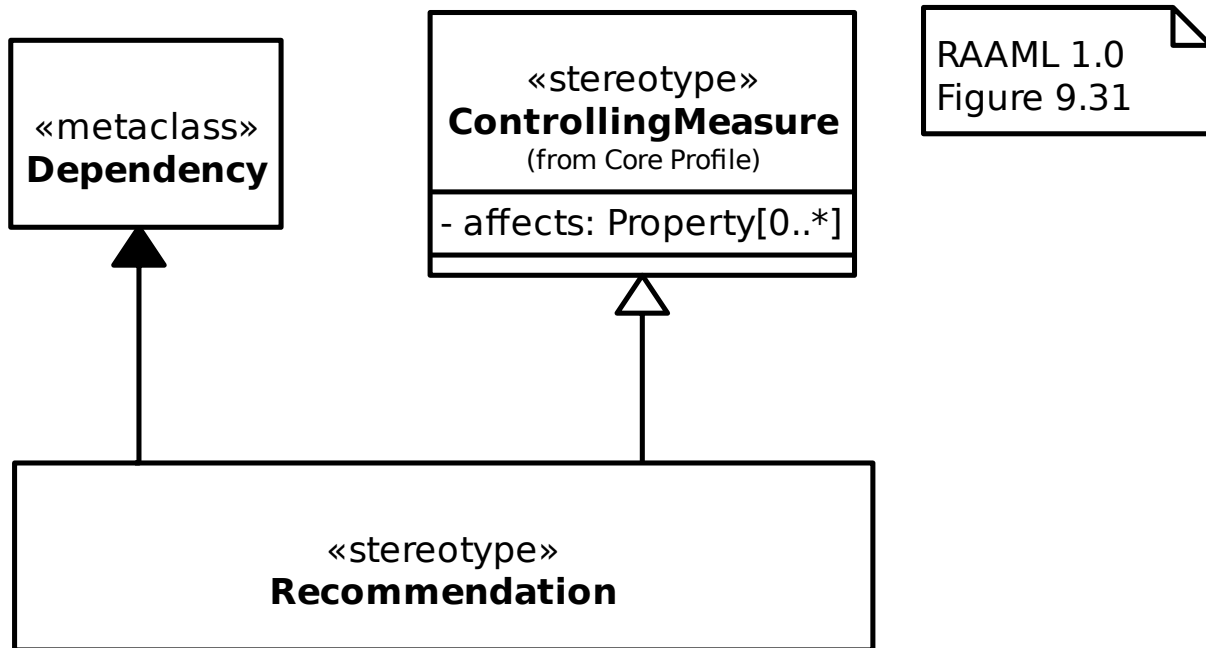 «metaclass»
Dependency
«stereotype»
ControllingMeasure
(from Core Profile)
- affects: Property[0..*]
RAAML 1.0
Figure 9.31
«stereotype»
Recommendation